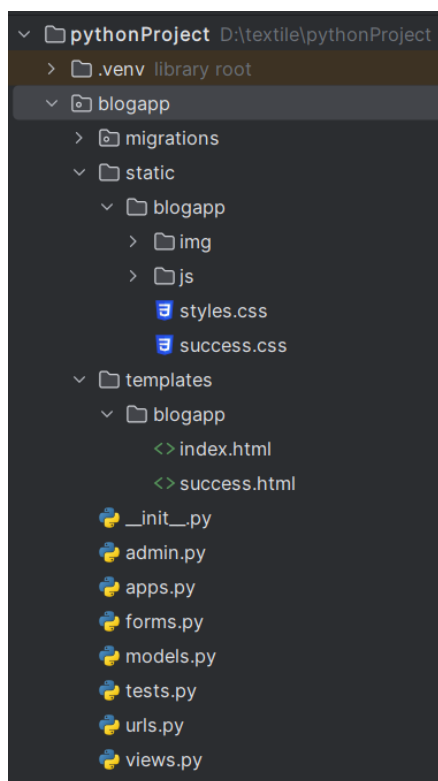 pythonProject D:\textile\pythonProject
.venv library root
blogapp
migrations
static
blogapp
img
js
styles.css
success.css
templates
blogapp
<> index.html
<> success.html
__init__.py
admin.py
apps.py
forms.py
models.py
tests.py
urls.py
views.py